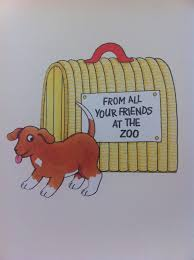 FROM ALL
YOUR FRIENDS
AT THE
ZOO